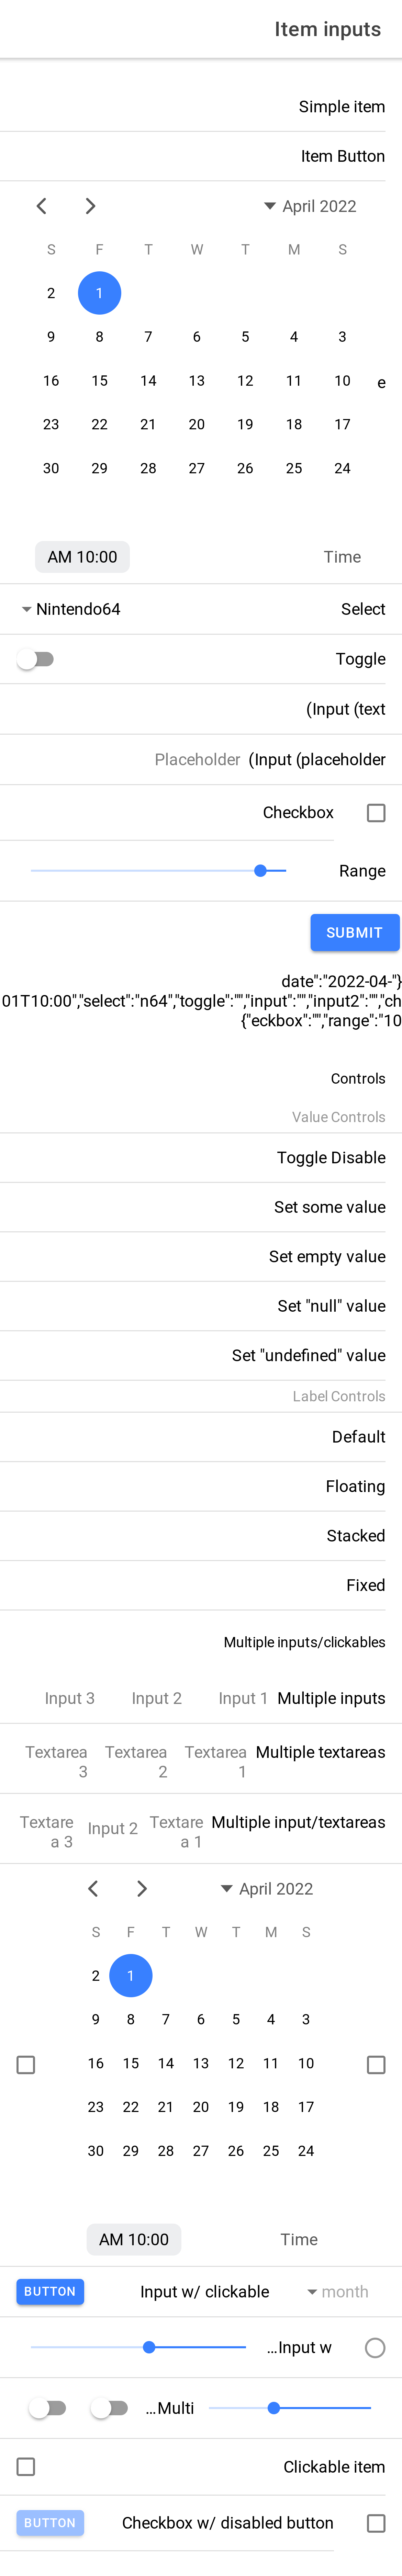 Item inputs
Simple item
Item Button
April 2022
S F T W T M S
2 1
9 8 7 6 5 4 3
16 15 14 13 12 11 10 e
23 22 21 20 19 18 17
30 29 28 27 26 25 24
AM 10:00 Time
Nintendo64 Select
Toggle
(Input (text
Placeholder (Input (placeholder
Checkbox
Range
SUBMIT
date":"2022-04-"}
01T10:00","select":"n64","toggle":"","input":"","input2":"","ch
{"eckbox":"","range":"10
Controls
Value Controls
Toggle Disable
Set some value
Set empty value
Set "null" value
Set "undefined" value
Label Controls
Default
Floating
Stacked
Fixed
Multiple inputs/clickables
Input 3 Input 2 Input 1 Multiple inputs
Textarea Textarea Textarea Multiple textareas
3 2 1
Textare Input 2 Textare Multiple input/textareas
a 3 a 1
April 2022
S F T W T M S
2 1
9 8 7 6 5 4 3
16 15 14 13 12 11 10
23 22 21 20 19 18 17
30 29 28 27 26 25 24
AM 10:00 Time
BUTTON Input w/ clickable month
...Input w
...Multi
Clickable item
BUTTON Checkbox w/ disabled button